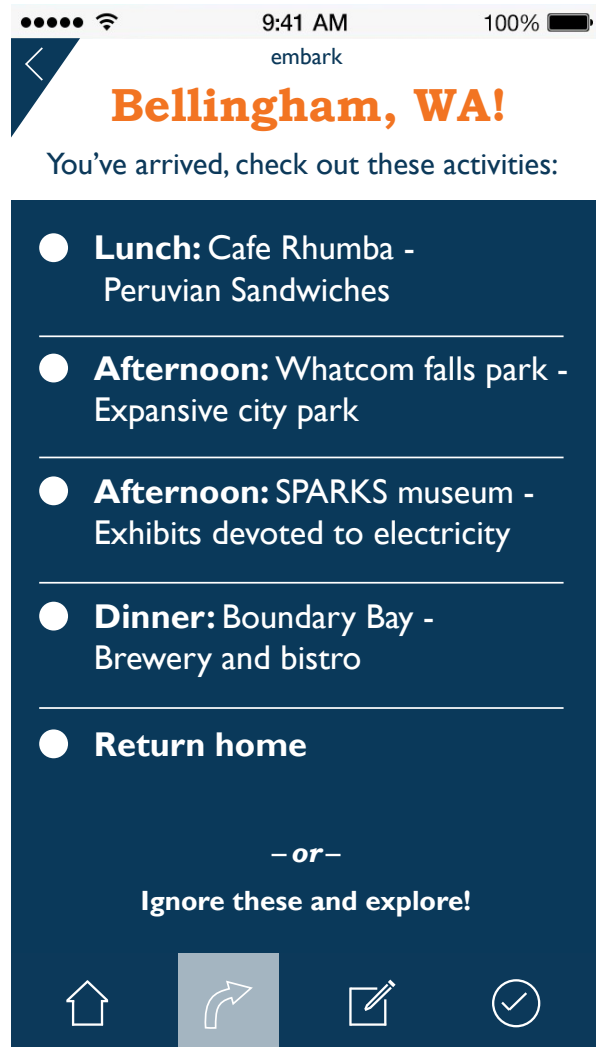 9:41 AM
100%
embark
Bellingham, WA!
You’ve arrived, check out these activities:
Lunch: Cafe Rhumba -
Peruvian Sandwiches
Afternoon: Whatcom falls park -
Expansive city park
Afternoon: SPARKS museum -
Exhibits devoted to electricity
Dinner: Boundary Bay -
Brewery and bistro
Return home
–or–
Ignore these and explore!